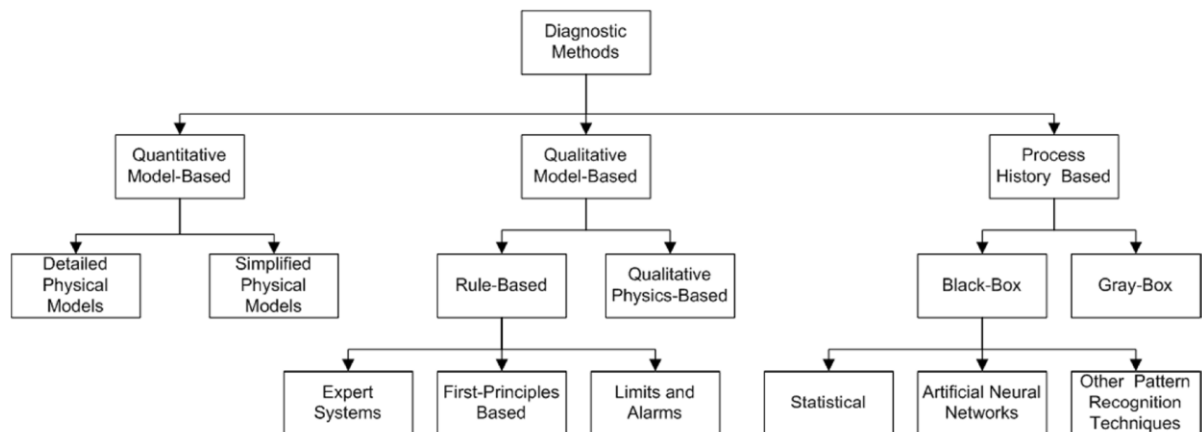 Diagnostic
Methods
Quantitative
Model-Based
Qualitative
Model-Based
Process
History Based
Detailed
Physical
Models
Simplified
Physical
Models
Rule-Based
Qualitative
Physics-Based
Black-Box
Gray-Box
Expert
Systems
First-Principles
Based
Limits and
Alarms
Statistical
Artificial Neural
Networks
Other Pattern
Recognition
Techniques